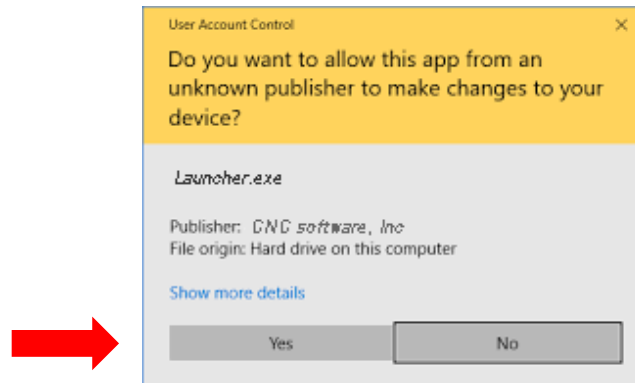 User Account Control
Do you want to allow this app from an
unknown publisher to make changes to your
device?
Launcher.exe
Publisher: CNC software, Inc
File origin: Hard drive on this computer
Show more details
Yes No